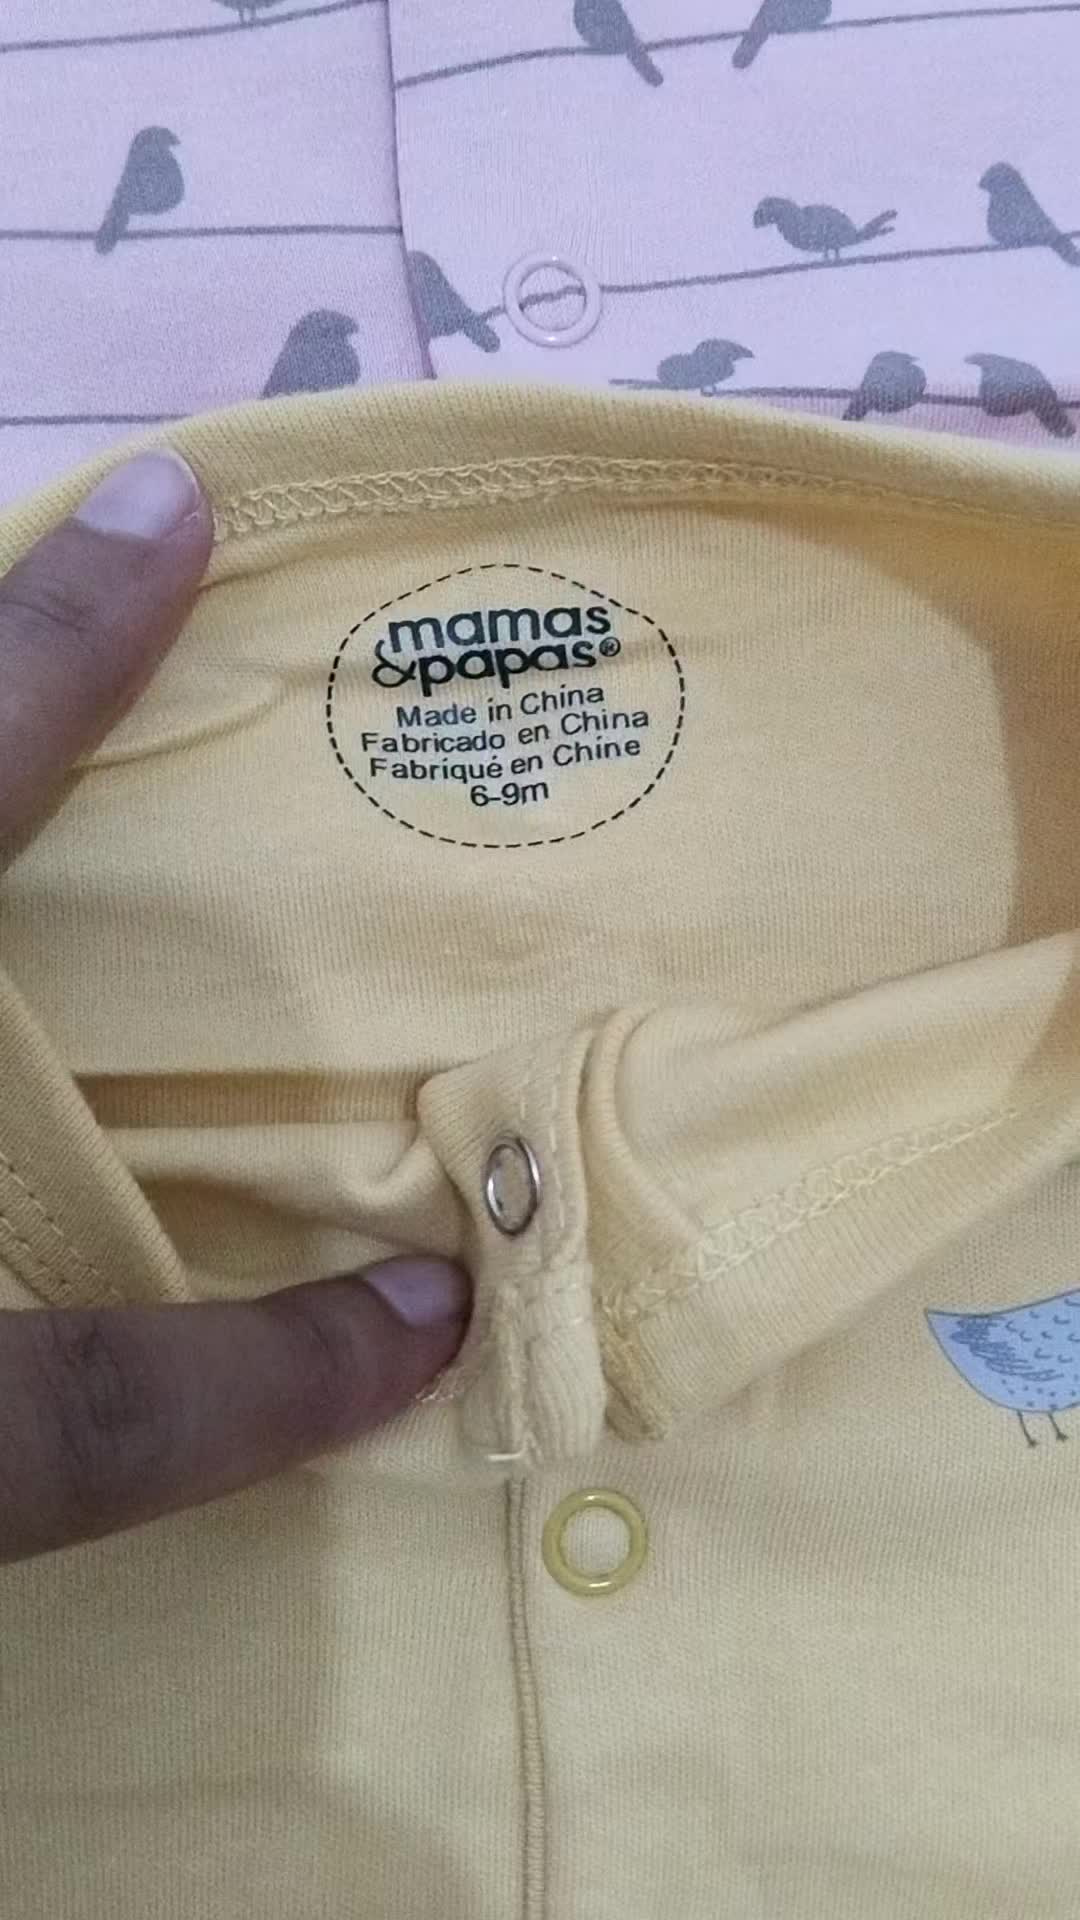 mamas
&papas®
Made in China
Fabricado en China
Fabriqué en Chine
6-9m